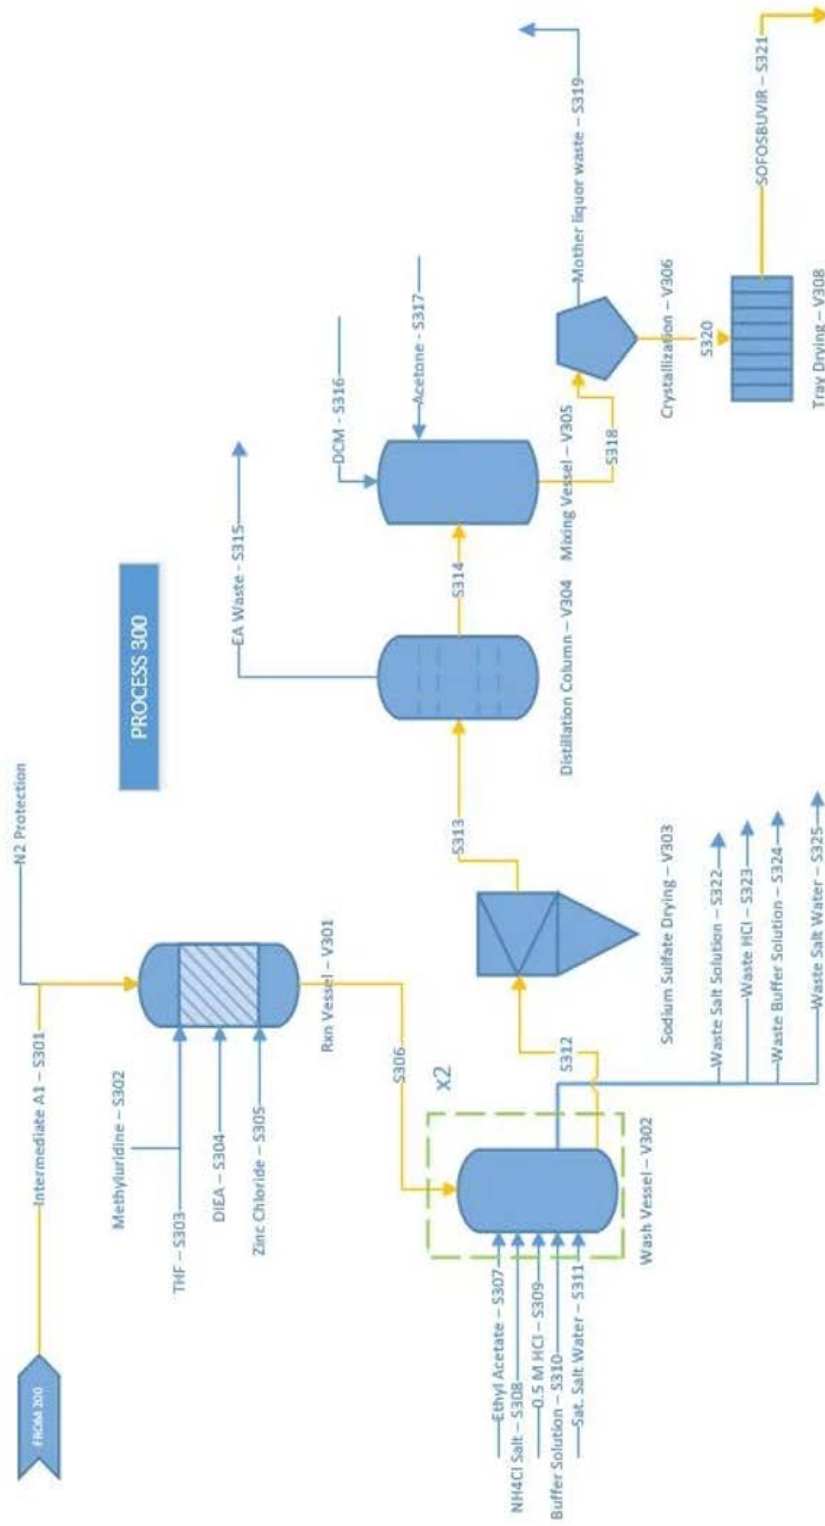 PROCESS 300
FROM 200
Intermediate A1 – S301
N2 Protection
Methyluridine – S302
THF – S303
DIEA – S304
Zinc Chloride – S305
Rxn Vessel – V301
S306
x2
Ethyl Acetate – S307
NH4Cl Salt – S308
0.5 M HCl – S309
Buffer Solution – S310
Sat. Salt Water – S311
Wash Vessel – V302
S312
Sodium Sulfate Drying – V303
Waste Salt Solution – S322
Waste HCl – S323
Waste Buffer Solution – S324
Waste Salt Water – S325
S313
EA Waste - S315
Distillation Column – V304
S314
DCM - S316
Acetone - S317
Mixing Vessel – V305
S318
Mother liquor waste – S319
Crystallization – V306
S320
SOFOSBUVIR – S321
Tray Drying – V308